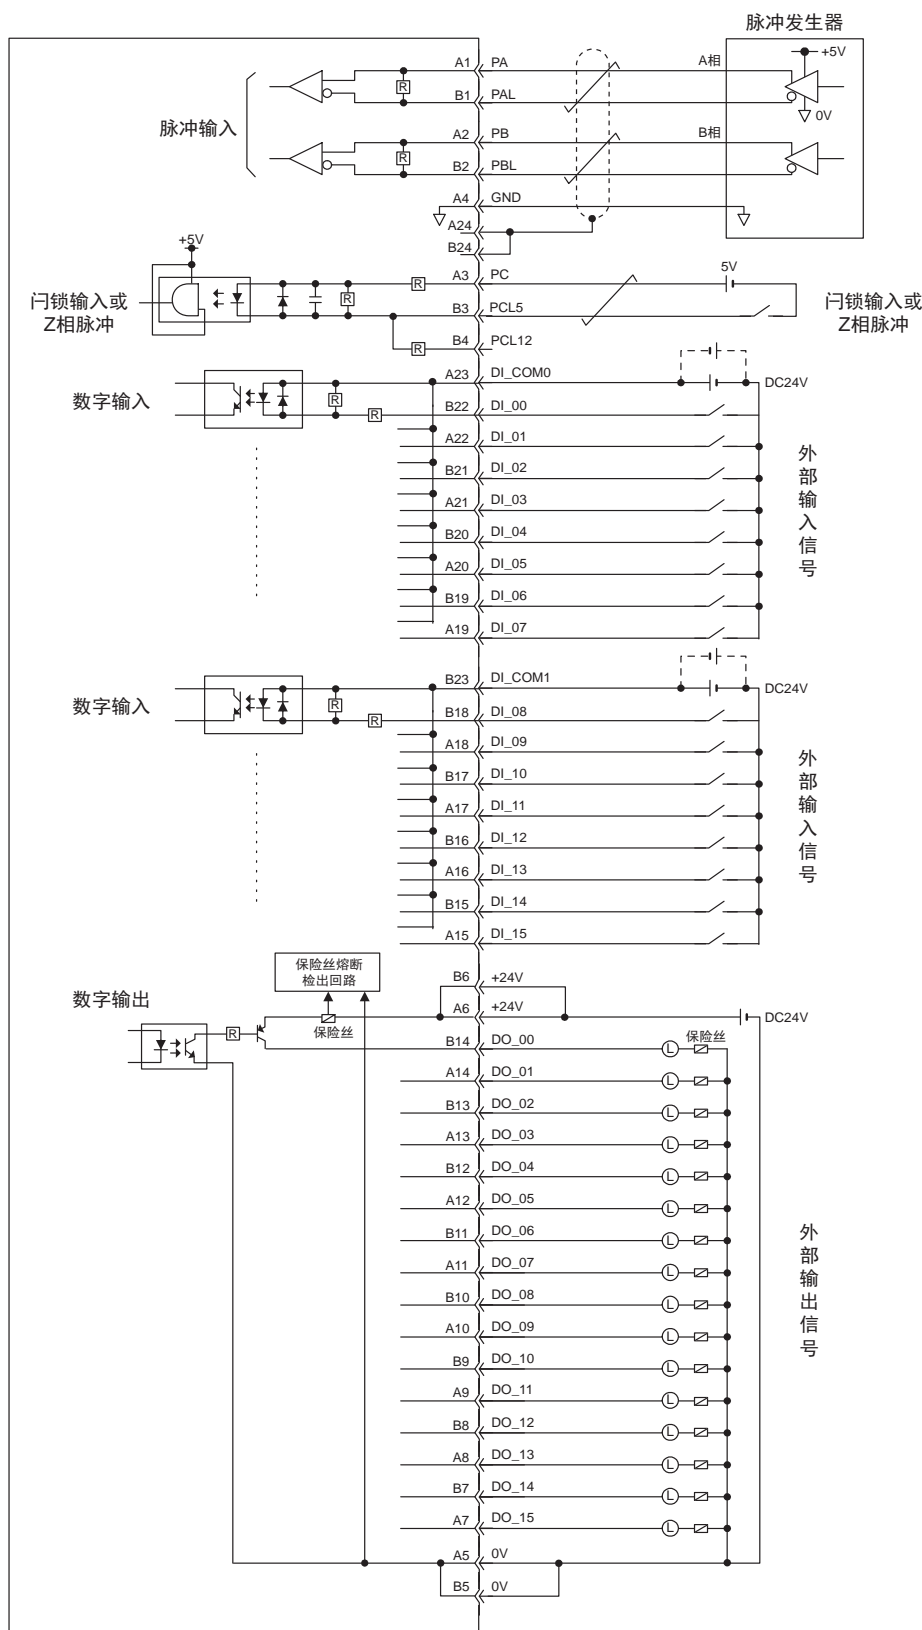 脉冲发生器
+5V
A1 PA A相
R
B1 PAL
0V
脉冲输入
A2 PB B相
R
B2 PBL
A4 GND
A24
B24
+5V
A3 PC 5V
R
R
闩锁输入或
Z相脉冲
B3 PCL5
闩锁输入或
Z相脉冲
B4 PCL12
R
A23 DI_COM0 DC24V
数字输入
R
B22 DI_00
R
A22 DI_01
B21 DI_02
A21 DI_03
B20 DI_04
A20 DI_05
B19 DI_06
A19 DI_07
外部输入信号
B23 DI_COM1 DC24V
数字输入
R
B18 DI_08
R
A18 DI_09
B17 DI_10
A17 DI_11
B16 DI_12
A16 DI_13
B15 DI_14
A15 DI_15
外部输入信号
保险丝熔断
检出回路
B6 +24V
数字输出
A6 +24V DC24V
保险丝
R
B14 DO_00 L 保险丝
A14 DO_01 L
B13 DO_02 L
A13 DO_03 L
B12 DO_04 L
A12 DO_05 L
B11 DO_06 L
A11 DO_07 L
B10 DO_08 L
A10 DO_09 L
B9 DO_10 L
A9 DO_11 L
B8 DO_12 L
A8 DO_13 L
B7 DO_14 L
A7 DO_15 L
外部输出信号
A5 0V
B5 0V